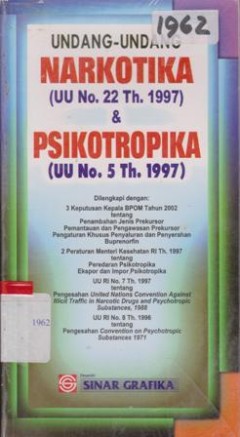 1962
UNDANG-UNDANG
NARKOTIKA
(UU No. 22 Th. 1997)
&
PSIKOTROPIKA
(UU No. 5 Th. 1997)
Dilengkapi dengan:
3 Keputusan Kepala BPOM Tahun 2002
tentang
Penambahan Jenis Prekursor
Pemantauan dan Pengawasan Prekursor
Pengaturan Khusus Penyaluran dan Penyerahan
Buprenorfin
2 Peraturan Menteri Kesehatan RI Th. 1997
tentang
Peredaran Psikotropika
Ekspor dan Impor Psikotropika
UU RI No. 7 Th. 1997
tentang
Pengesahan United Nations Convention Against
Illicit Traffic in Narcotic Drugs and Psychotropic
Substances, 1988
UU RI No. 8 Th. 1996
tentang
Pengesahan Convention on Psychotropic
Substances 1971
1962
Penerbit
SINAR GRAFIKA